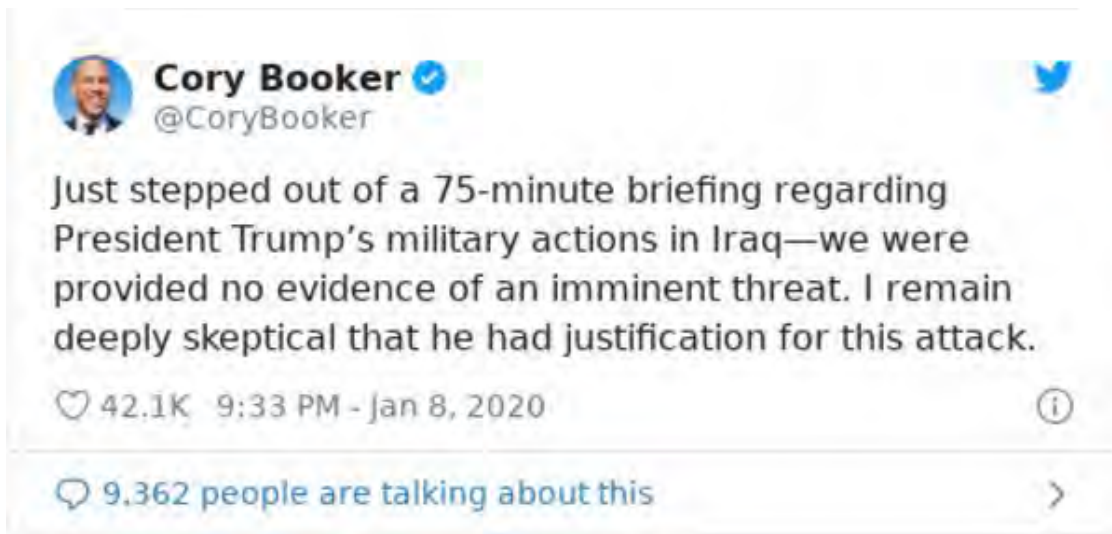 Cory Booker
@CoryBooker
Just stepped out of a 75-minute briefing regarding
President Trump’s military actions in Iraq—we were
provided no evidence of an imminent threat. I remain
deeply skeptical that he had justification for this attack.
42.1K 9:33 PM - Jan 8, 2020
9.362 people are talking about this